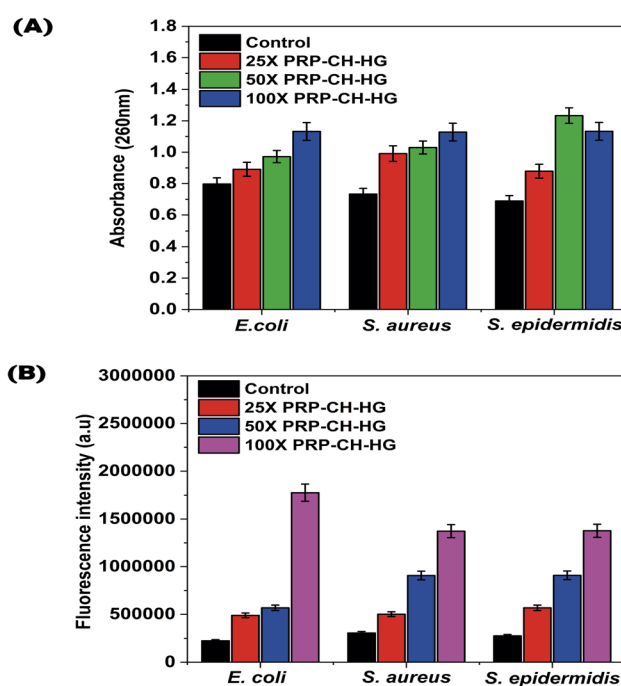 (A)
Absorbance (260nm)
1.8
1.6
1.4
1.2
1.0
0.8
0.6
0.4
0.2
0.0
Control
25X PRP-CH-HG
50X PRP-CH-HG
100X PRP-CH-HG
E.coli
S. aureus
S. epidermidis
(B)
Fluorescence intensity (a.u)
3000000
2500000
2000000
1500000
1000000
500000
0
Control
25X PRP-CH-HG
50X PRP-CH-HG
100X PRP-CH-HG
E. coli
S. aureus
S. epidermidis